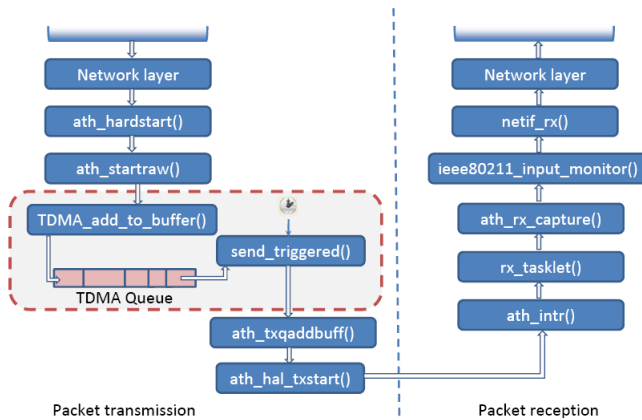 Network layer
ath_hardstart()
ath_startraw()
TDMA_add_to_buffer()
send_triggered()
TDMA Queue
ath_txqaddbuff()
ath_hal_txstart()
Packet transmission
Network layer
netif_rx()
ieee80211_input_monitor()
ath_rx_capture()
rx_tasklet()
ath_intr()
Packet reception